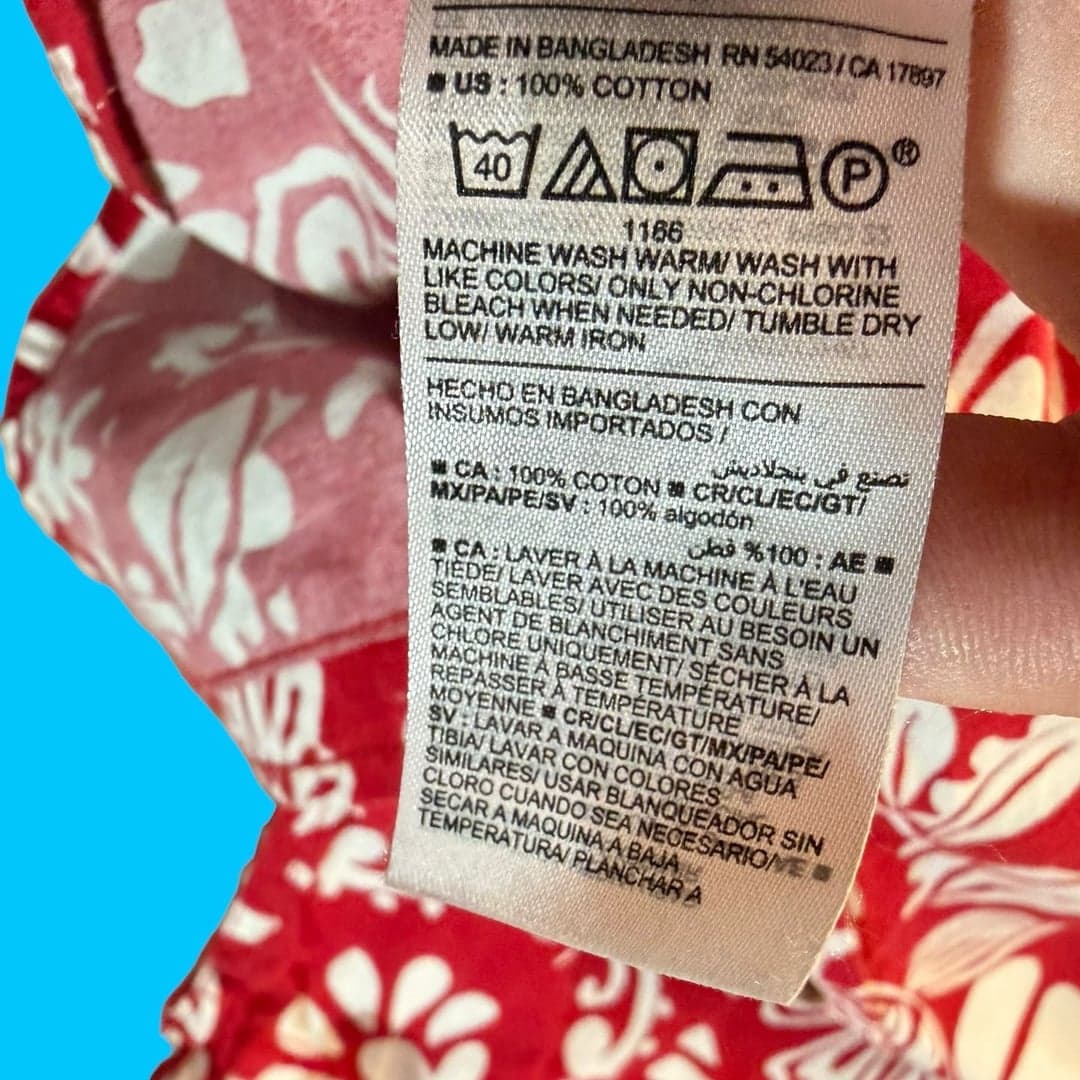 MADE IN BANGLADESH RN 54023 / CA 17897
■ US : 100% COTTON
40 P®
1166
MACHINE WASH WARM/ WASH WITH
LIKE COLORS/ ONLY NON-CHLORINE
BLEACH WHEN NEEDED/ TUMBLE DRY
LOW/ WARM IRON
HECHO EN BANGLADESH CON
INSUMOS IMPORTADOS /
تصنع في بنجلاديش
■ CA : 100% COTON ■ CR/CL/EC/GT/
MX/PA/PE/SV : 100% algodón
■ AE : 100% قطن
■ CA : LAVER À LA MACHINE À L'EAU
TIÈDE/ LAVER AVEC DES COULEURS
SEMBLABLES/ UTILISER AU BESOIN UN
AGENT DE BLANCHIMENT SANS
CHLORE UNIQUEMENT/ SÉCHER À LA
MACHINE À BASSE TEMPÉRATURE/
REPASSER À TEMPÉRATURE
MOYENNE ■ CR/CL/EC/GT/MX/PA/PE/
SV : LAVAR A MAQUINA CON AGUA
TIBIA/ LAVAR CON COLORES
SIMILARES/ USAR BLANQUEADOR SIN
CLORO CUANDO SEA NECESARIO/
SECAR A MAQUINA A BAJA
TEMPERATURA/ PLANCHAR A